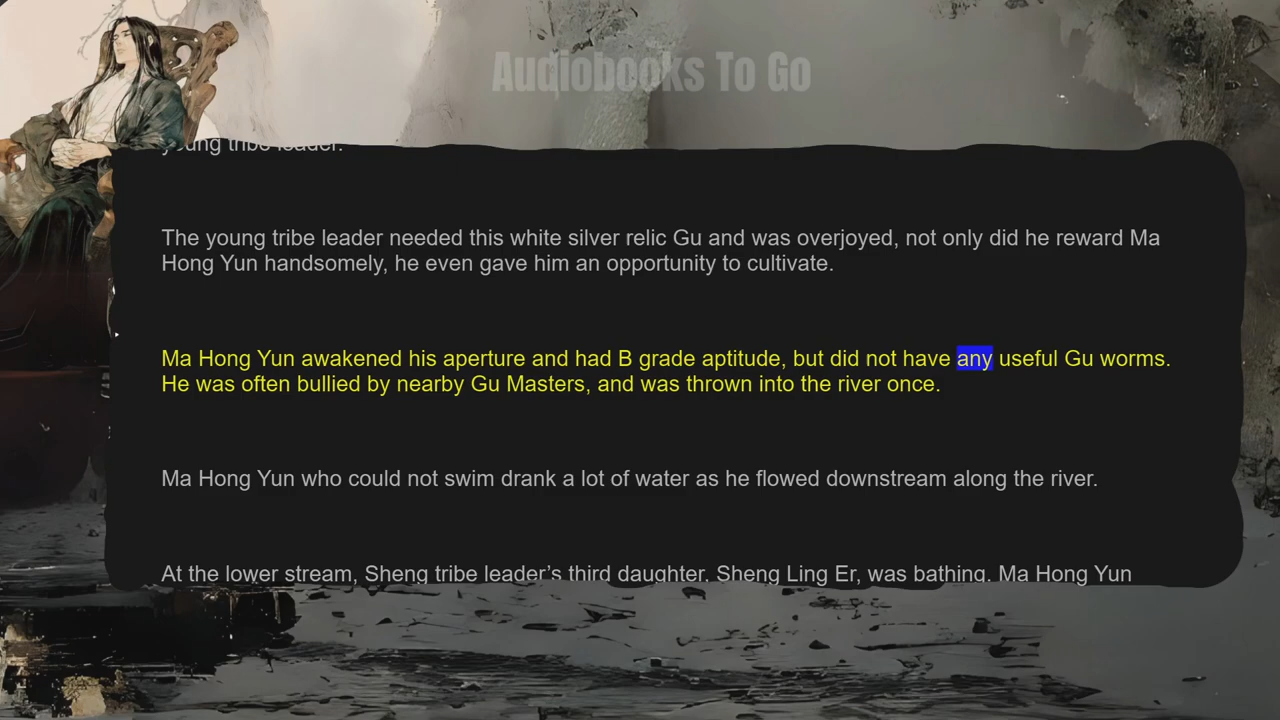 Audiobooks To Go
young tribe leader.
The young tribe leader needed this white silver relic Gu and was overjoyed, not only did he reward Ma
Hong Yun handsomely, he even gave him an opportunity to cultivate.
Ma Hong Yun awakened his aperture and had B grade aptitude, but did not have any useful Gu worms.
He was often bullied by nearby Gu Masters, and was thrown into the river once.
Ma Hong Yun who could not swim drank a lot of water as he flowed downstream along the river.
At the lower stream, Sheng tribe leader’s third daughter, Sheng Ling Er, was bathing. Ma Hong Yun